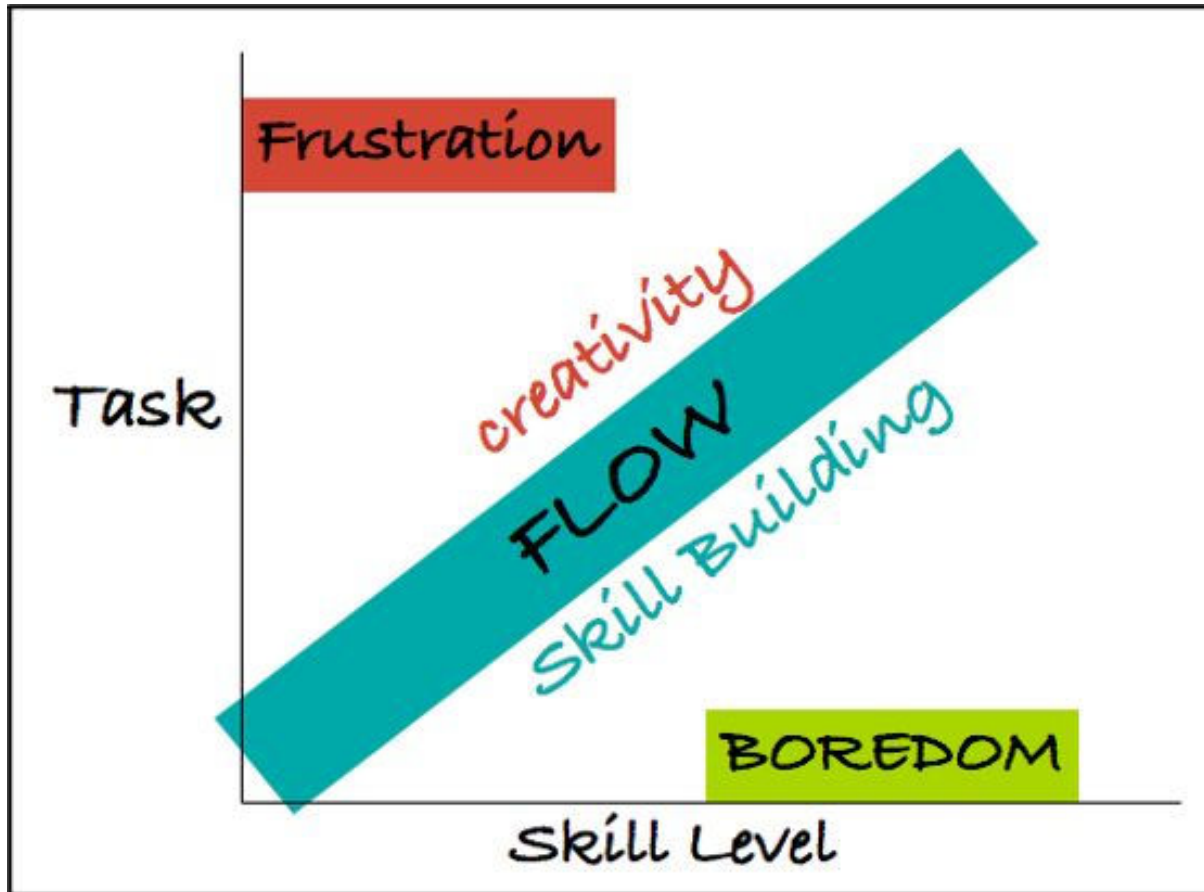 Frustration
creativity
Task
FLOW
Skill Building
BOREDOM
Skill Level